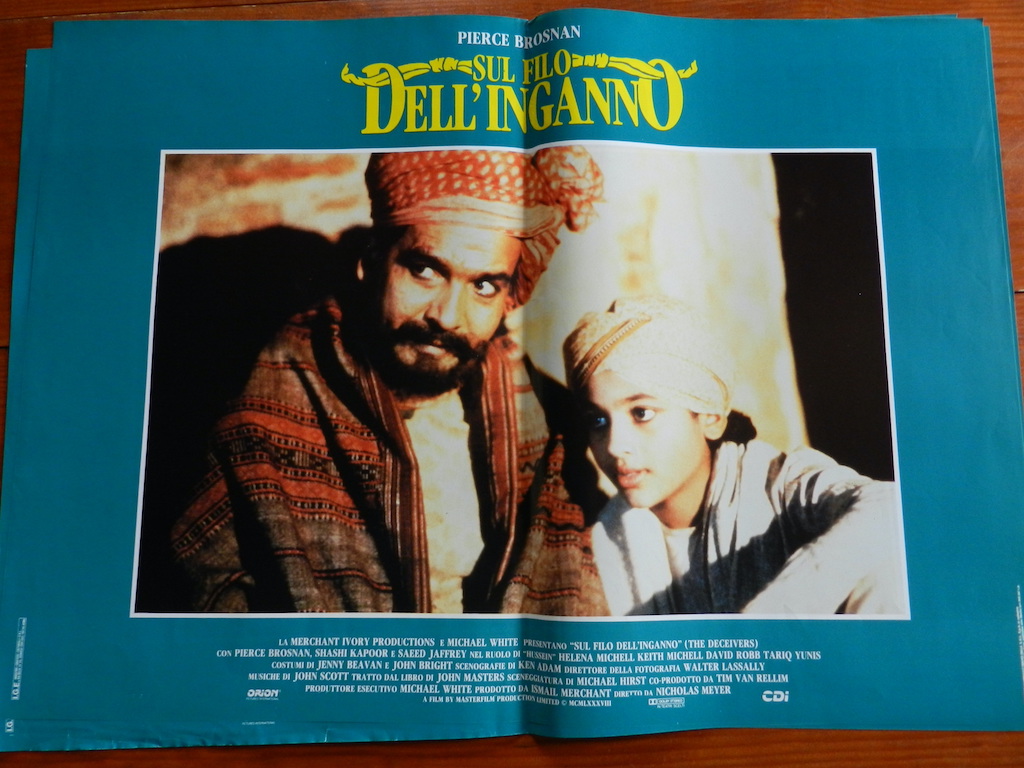 PIERCE BROSNAN
SUL FILO
DELL'INGANNO
LA MERCHANT IVORY PRODUCTIONS E MICHAEL WHITE PRESENTANO "SUL FILO DELL'INGANNO" (THE DECEIVERS)
CON PIERCE BROSNAN, SHASHI KAPOOR E SAEED JAFFREY NEL RUOLO DI "HUSSEIN" HELENA MICHELL KEITH MICHELL DAVID ROBB TARIQ YUNIS
COSTUMI DI JENNY BEAVAN E JOHN BRIGHT SCENOGRAFIE DI KEN ADAM DIRETTORE DELLA FOTOGRAFIA WALTER LASSALLY
MUSICHE DI JOHN SCOTT TRATTO DAL LIBRO DI JOHN MASTERS SCENEGGIATURA DI MICHAEL HIRST CO-PRODOTTO DA TIM VAN RELLIM
PRODUTTORE ESECUTIVO MICHAEL WHITE PRODOTTO DA ISMAIL MERCHANT DIRETTO DA NICHOLAS MEYER
A FILM BY MASTERFILM PRODUCTION LIMITED © MCMLXXXVIII
ORION
DOLBY STEREO
CDI